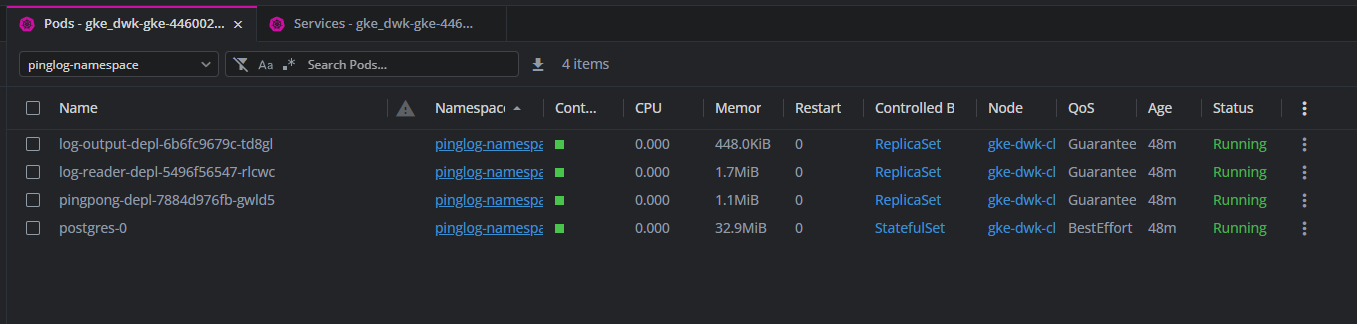 Pods - gke_dwk-gke-446002... × Services - gke_dwk-gke-446...
pinglog-namespace Aa .* Search Pods... 4 items
Name Namespac Cont... CPU Memor Restart Controlled B Node QoS Age Status
log-output-depl-6b6fc9679c-td8gl pinglog-namespa 0.000 448.0KiB 0 ReplicaSet gke-dwk-cl Guarantee 48m Running
log-reader-depl-5496f56547-rlcwc pinglog-namespa 0.000 1.7MiB 0 ReplicaSet gke-dwk-cl Guarantee 48m Running
pingpong-depl-7884d976fb-gwld5 pinglog-namespa 0.000 1.1MiB 0 ReplicaSet gke-dwk-cl Guarantee 48m Running
postgres-0 pinglog-namespa 0.000 32.9MiB 0 StatefulSet gke-dwk-cl BestEffort 48m Running